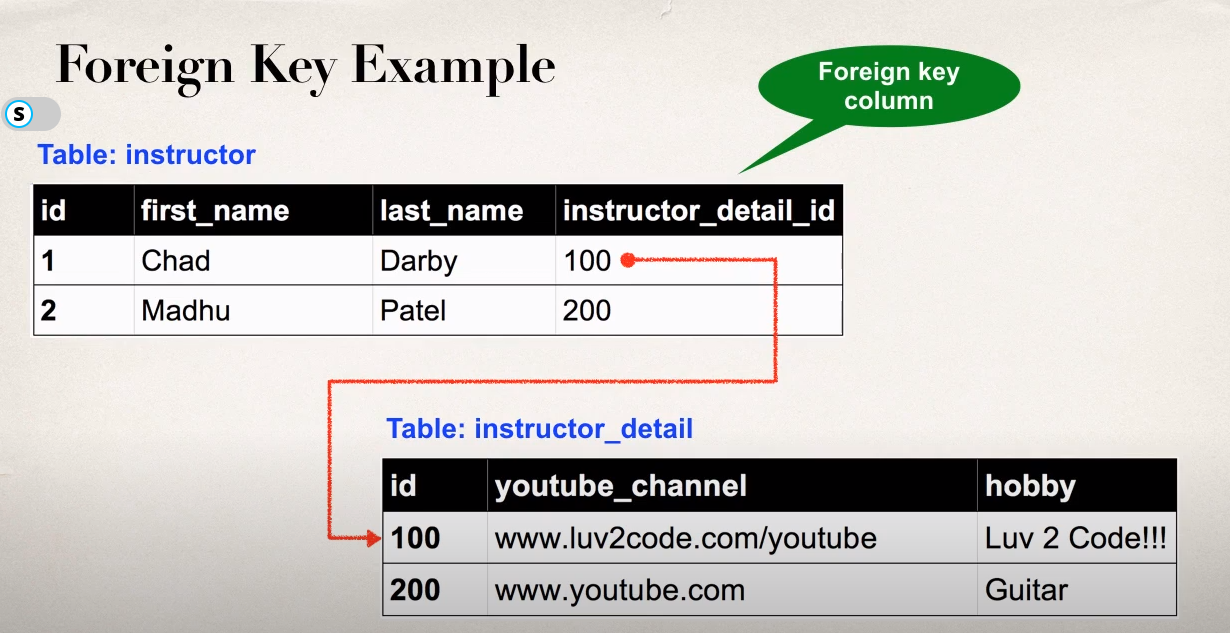 Foreign Key Example
Foreign key
column
S
Table: instructor
id first_name last_name instructor_detail_id
1 Chad Darby 100
2 Madhu Patel 200
Table: instructor_detail
id youtube_channel hobby
100 www.luv2code.com/youtube Luv 2 Code!!!
200 www.youtube.com Guitar